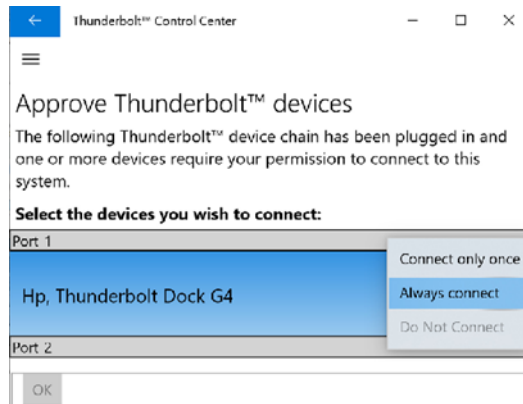 Thunderbolt™ Control Center
Approve Thunderbolt™ devices
The following Thunderbolt™ device chain has been plugged in and
one or more devices require your permission to connect to this
system.
Select the devices you wish to connect:
Port 1
Hp, Thunderbolt Dock G4
Connect only once
Always connect
Do Not Connect
Port 2
OK